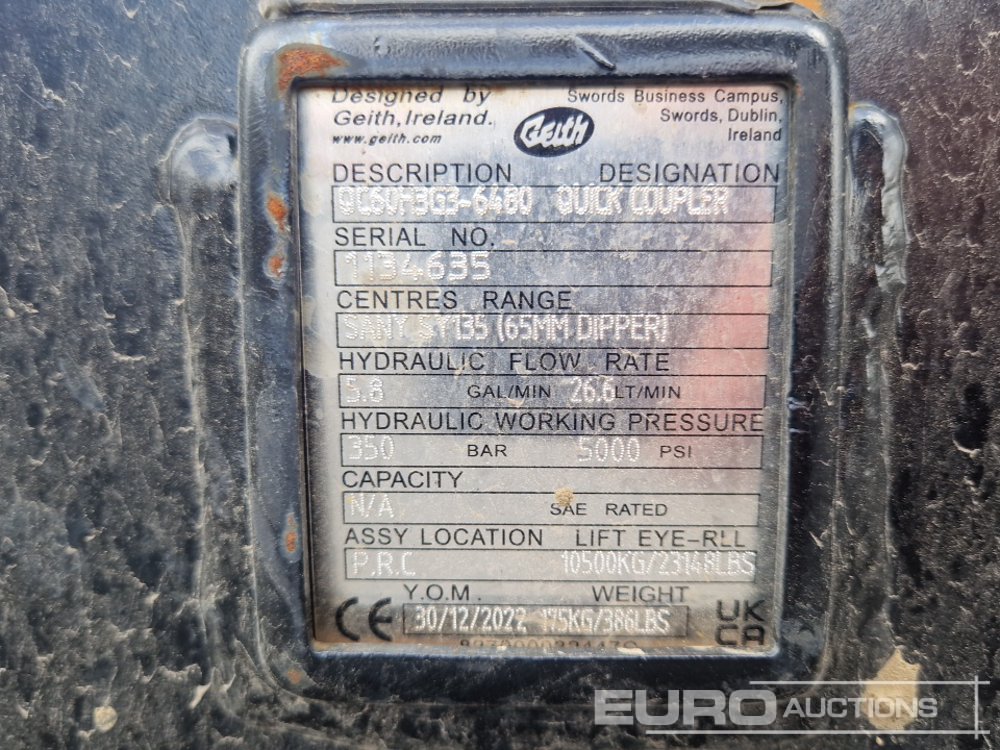 Designed by
Geith, Ireland.
www.geith.com
Geith
Swords Business Campus,
Swords, Dublin,
Ireland
DESCRIPTION DESIGNATION
QC60H3G3-6480 QUICK COUPLER
SERIAL NO.
1134635
CENTRES RANGE
SANY SY135 (65MM DIPPER)
HYDRAULIC FLOW RATE
5.8 GAL/MIN 26.6 LT/MIN
HYDRAULIC WORKING PRESSURE
350 BAR 5000 PSI
CAPACITY
N/A SAE RATED
ASSY LOCATION LIFT EYE-RLL
P.R.C 10500KG/23148LBS
Y.O.M. WEIGHT
CE 30/12/2022 175KG/386LBS UK
CA
EURO AUCTIONS